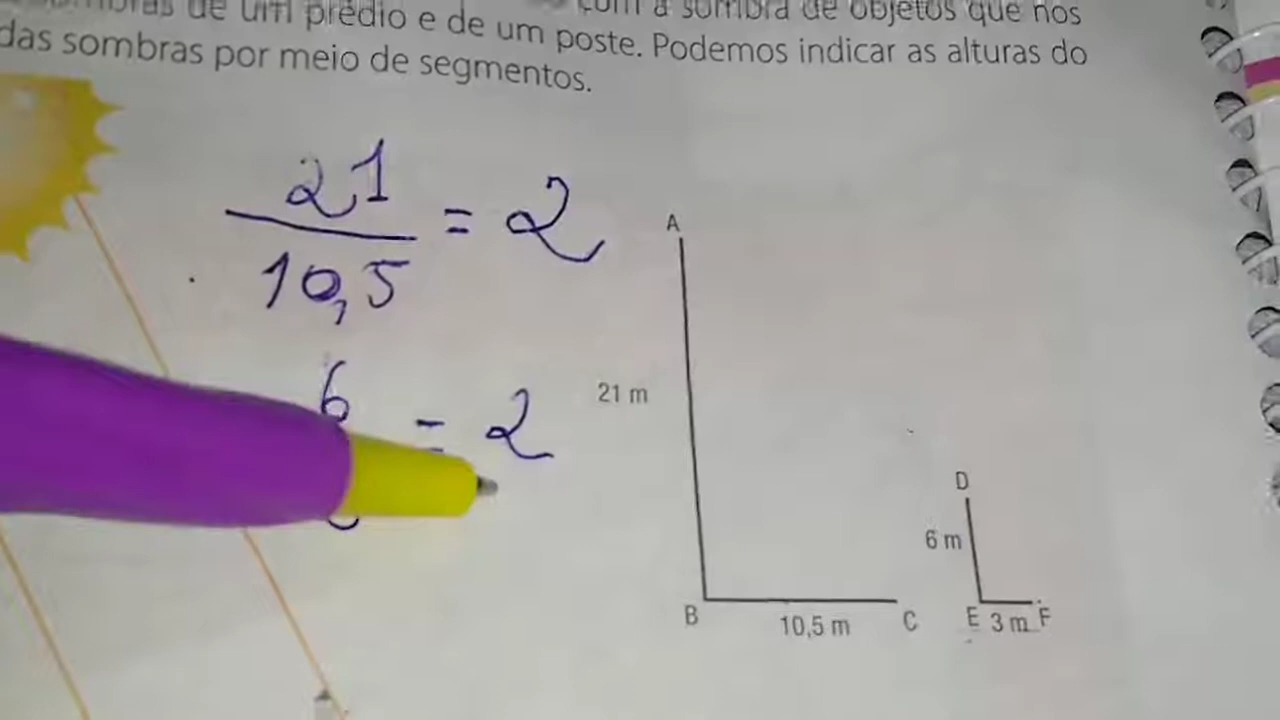 de um prédio e de um poste. Podemos indicar as alturas do
com a sombra de objetos que nos
das sombras por meio de segmentos.
21
10,5
= 2
6
= 2
A
21 m
B
10,5 m
C
D
6 m
E
3 m
F